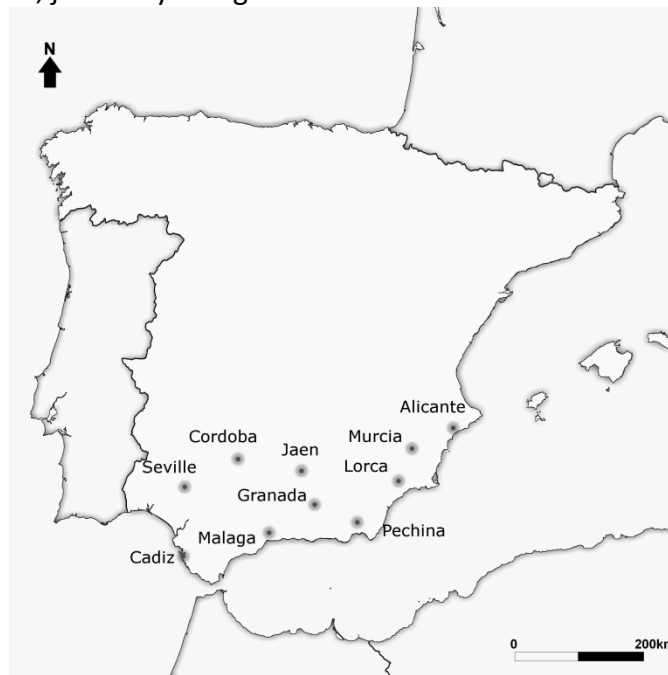 N
Alicante
Cordoba
Murcia
Jaen
Seville
Lorca
Granada
Malaga
Pechina
Cadiz
0
200km